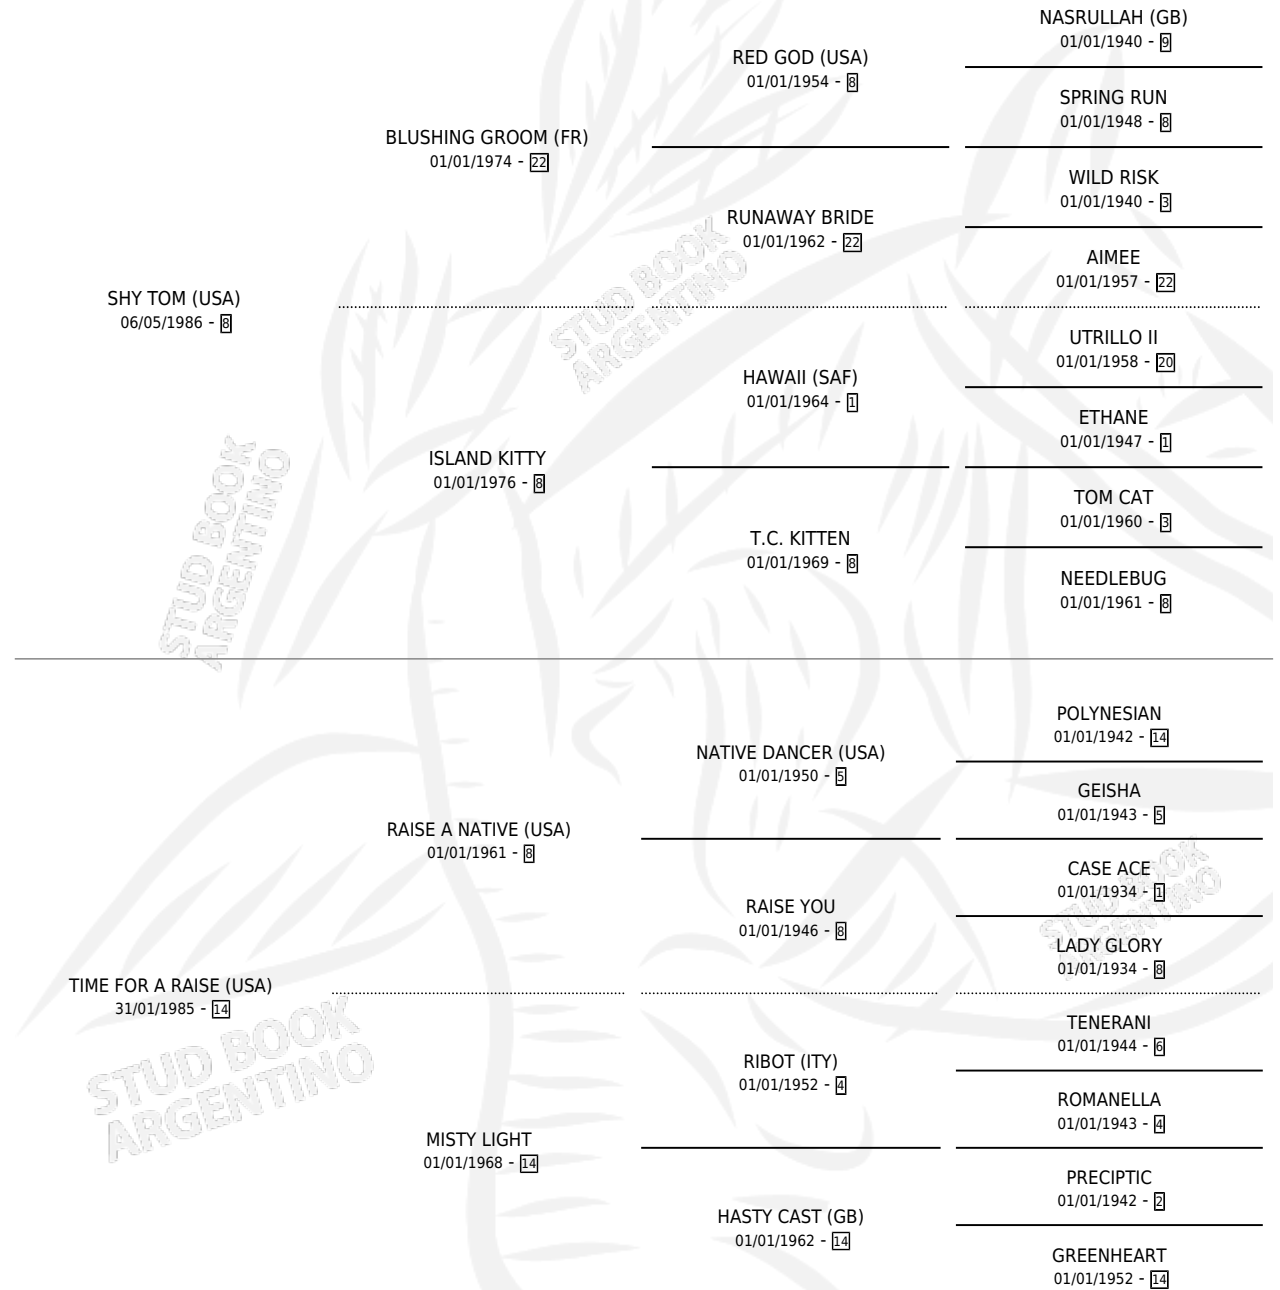 NASRULLAH (GB)
01/01/1940 - 9
RED GOD (USA)
01/01/1954 - 8
SPRING RUN
01/01/1948 - 8
BLUSHING GROOM (FR)
01/01/1974 - 22
WILD RISK
01/01/1940 - 3
RUNAWAY BRIDE
01/01/1962 - 22
AIMEE
01/01/1957 - 22
SHY TOM (USA)
06/05/1986 - 8
UTRILLO II
01/01/1958 - 20
HAWAII (SAF)
01/01/1964 - 1
ETHANE
01/01/1947 - 1
ISLAND KITTY
01/01/1976 - 8
TOM CAT
01/01/1960 - 3
T.C. KITTEN
01/01/1969 - 8
NEEDLEBUG
01/01/1961 - 8
STUD BOOK
ARGENTINO
STUD BOOK
ARGENTINO
POLYNESIAN
01/01/1942 - 14
NATIVE DANCER (USA)
01/01/1950 - 5
GEISHA
01/01/1943 - 5
RAISE A NATIVE (USA)
01/01/1961 - 8
CASE ACE
01/01/1934 - 1
RAISE YOU
01/01/1946 - 8
LADY GLORY
01/01/1934 - 8
TIME FOR A RAISE (USA)
31/01/1985 - 14
TENERANI
01/01/1944 - 6
RIBOT (ITY)
01/01/1952 - 4
ROMANELLA
01/01/1943 - 4
MISTY LIGHT
01/01/1968 - 14
PRECIPTIC
01/01/1942 - 2
HASTY CAST (GB)
01/01/1962 - 14
GREENHEART
01/01/1952 - 14
STUD BOOK
ARGENTINO
STUD BOOK
ARGENTINO